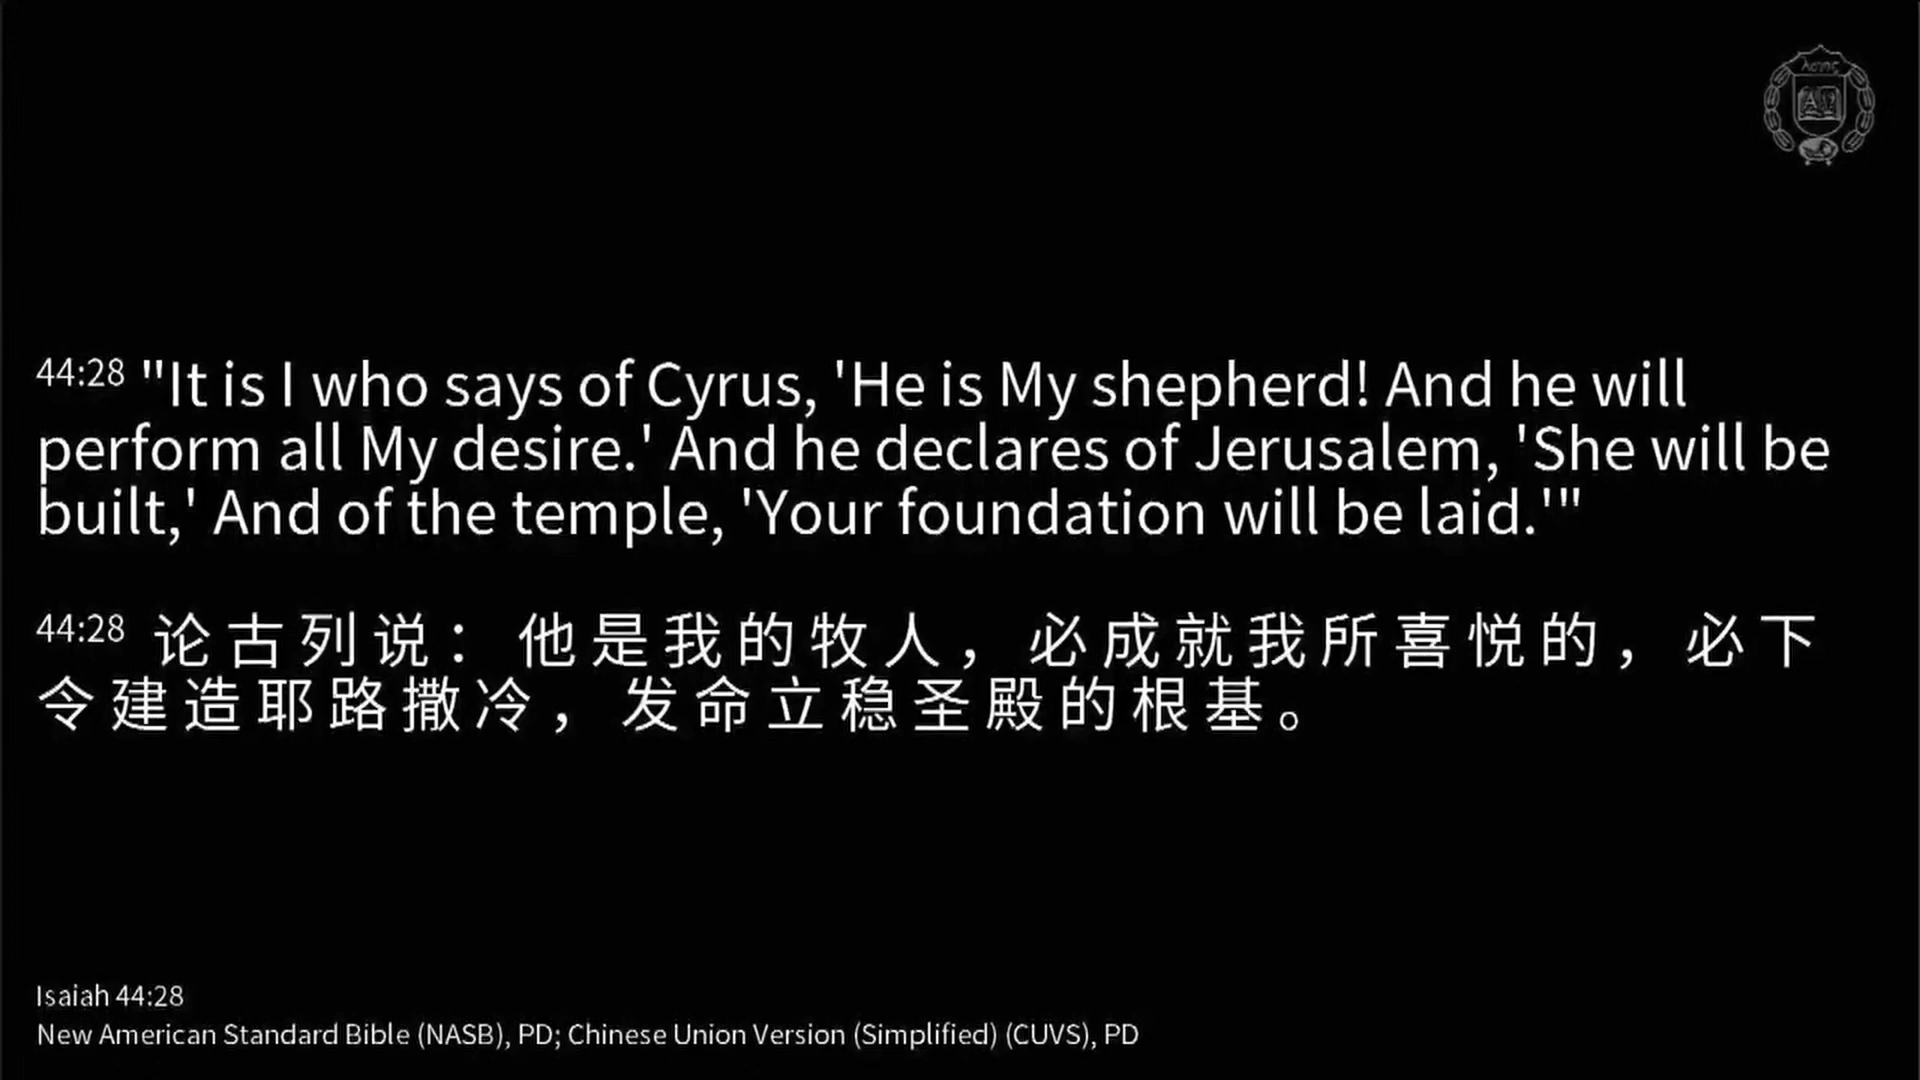 λόγος
Α Ω
44:28 "It is I who says of Cyrus, 'He is My shepherd! And he will
perform all My desire.' And he declares of Jerusalem, 'She will be
built,' And of the temple, 'Your foundation will be laid.'"
44:28 论古列说： 他是我的牧人， 必成就我所喜悦的， 必下
令建造耶路撒冷， 发命立稳圣殿的根基。
Isaiah 44:28
New American Standard Bible (NASB), PD; Chinese Union Version (Simplified) (CUVS), PD